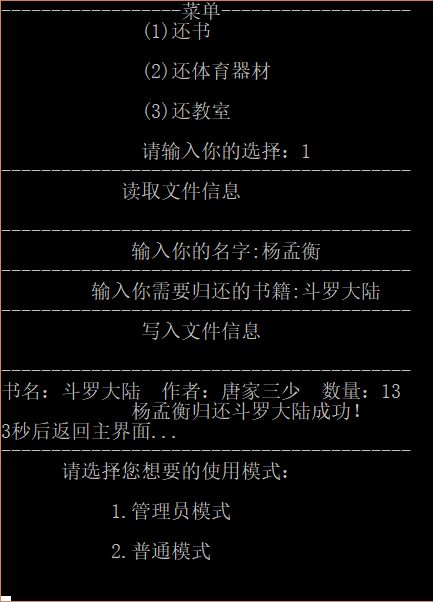 ------------------菜单-------------------
(1)还书
(2)还体育器材
(3)还教室
请输入你的选择：1
-----------------------------------------
读取文件信息
-----------------------------------------
输入你的名字:杨孟衡
-----------------------------------------
输入你需要归还的书籍:斗罗大陆
-----------------------------------------
写入文件信息
-----------------------------------------
书名：斗罗大陆  作者：唐家三少  数量：13
杨孟衡归还斗罗大陆成功！
3秒后返回主界面...
-----------------------------------------
请选择您想要的使用模式：
1.管理员模式
2.普通模式